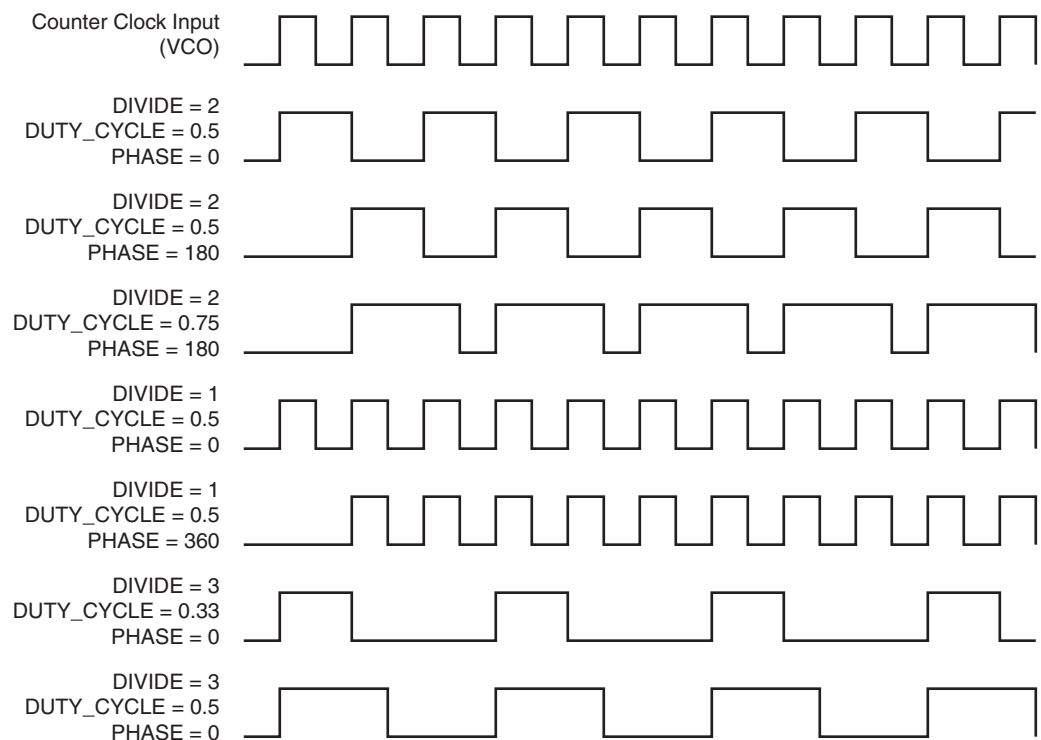 Counter Clock Input
(VCO)
DIVIDE = 2
DUTY_CYCLE = 0.5
PHASE = 0
DIVIDE = 2
DUTY_CYCLE = 0.5
PHASE = 180
DIVIDE = 2
DUTY_CYCLE = 0.75
PHASE = 180
DIVIDE = 1
DUTY_CYCLE = 0.5
PHASE = 0
DIVIDE = 1
DUTY_CYCLE = 0.5
PHASE = 360
DIVIDE = 3
DUTY_CYCLE = 0.33
PHASE = 0
DIVIDE = 3
DUTY_CYCLE = 0.5
PHASE = 0